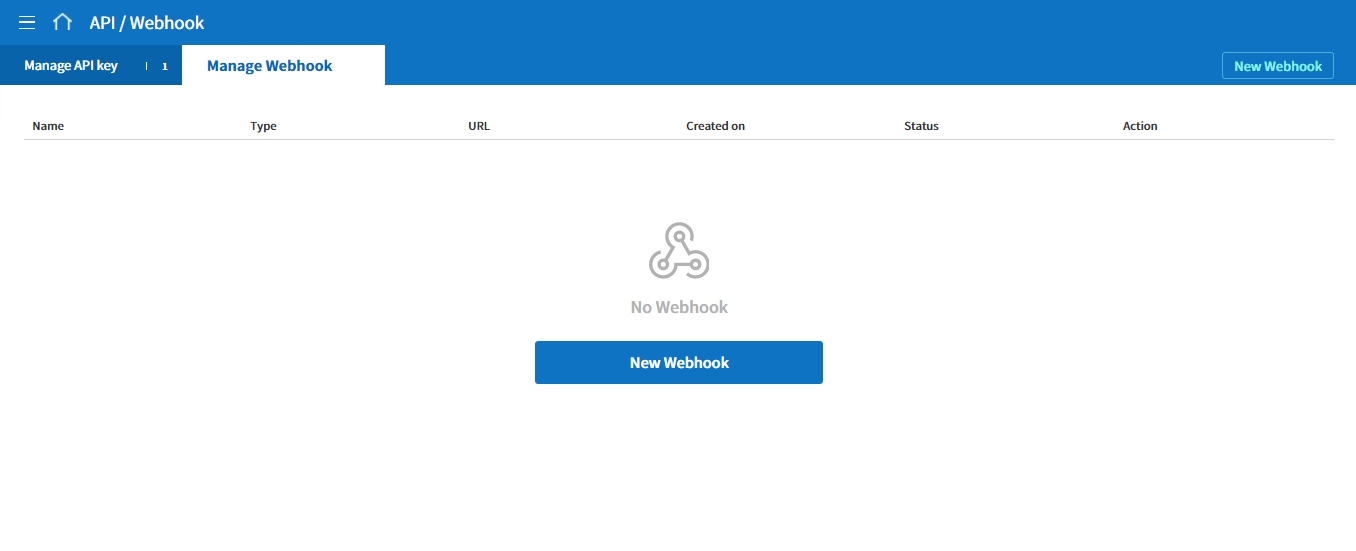 API / Webhook
Manage API key | 1 Manage Webhook New Webhook
Name Type URL Created on Status Action
No Webhook
New Webhook